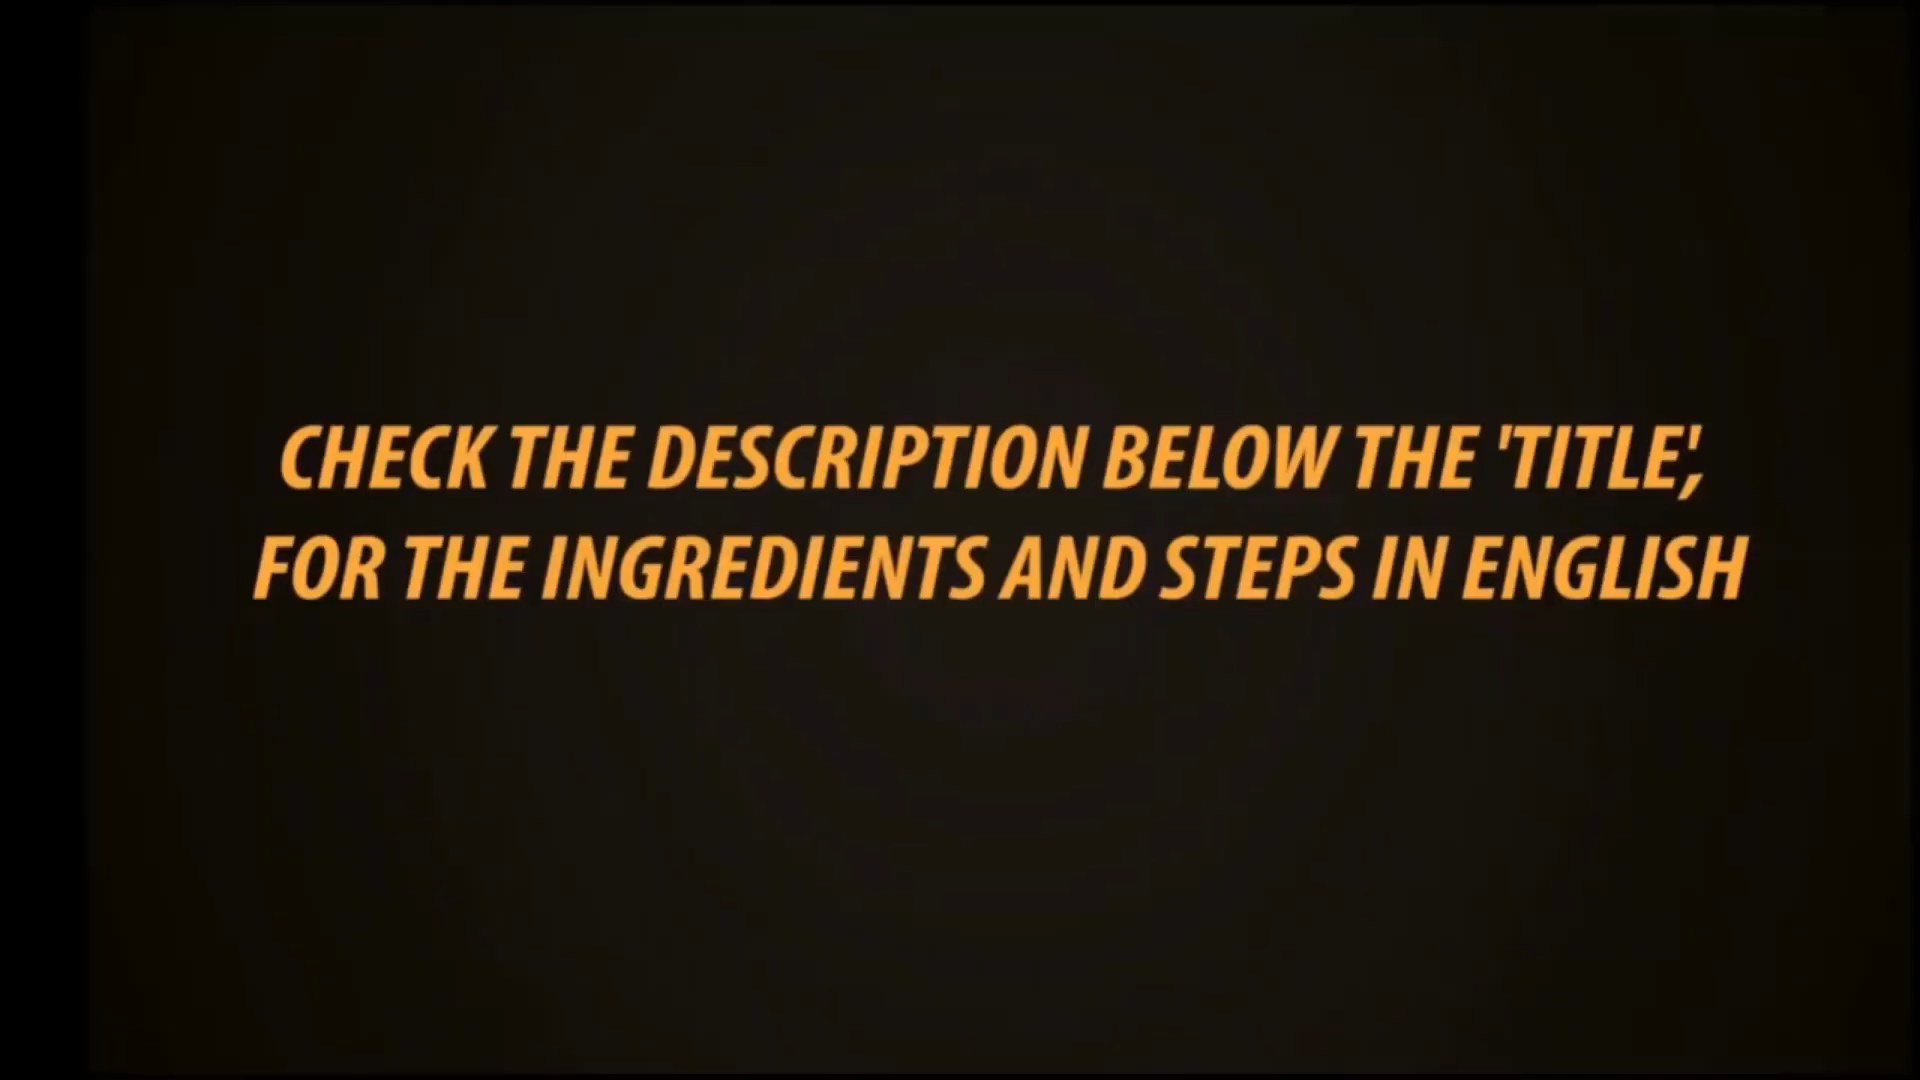 CHECK THE DESCRIPTION BELOW THE 'TITLE',
FOR THE INGREDIENTS AND STEPS IN ENGLISH